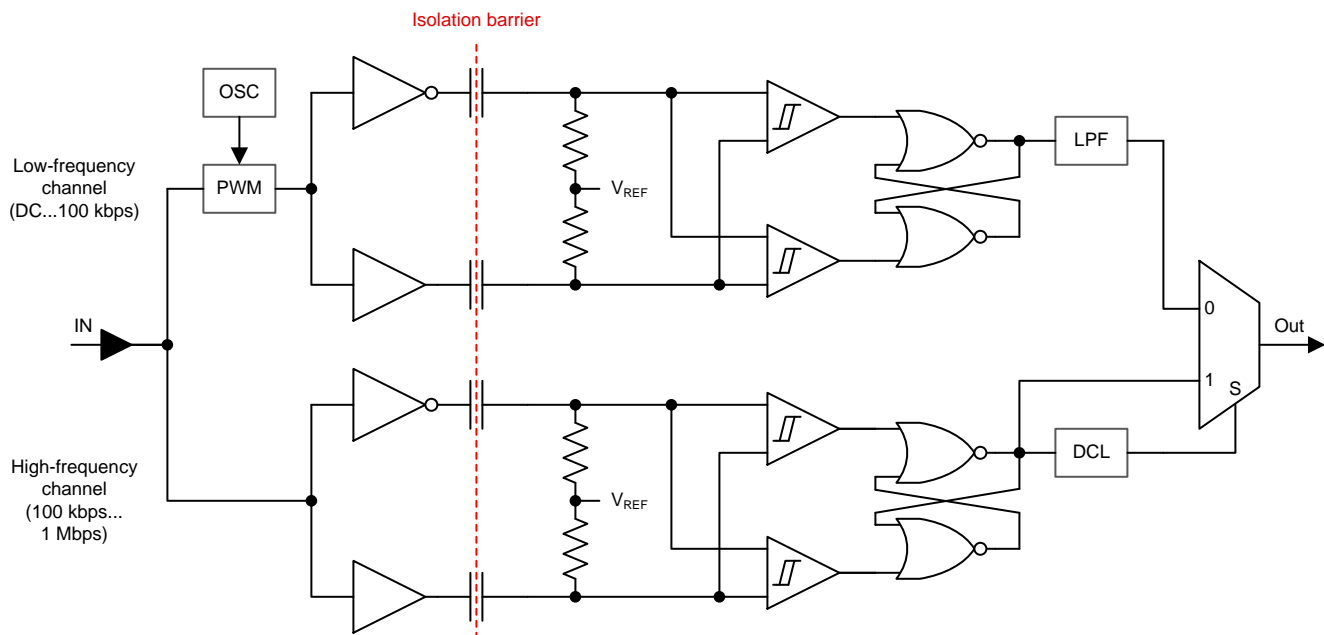 Isolation barrier
OSC
PWM
Low-frequency
channel
(DC...100 kbps)
VREF
LPF
IN
0
1
S
Out
High-frequency
channel
(100 kbps...
1 Mbps)
VREF
DCL